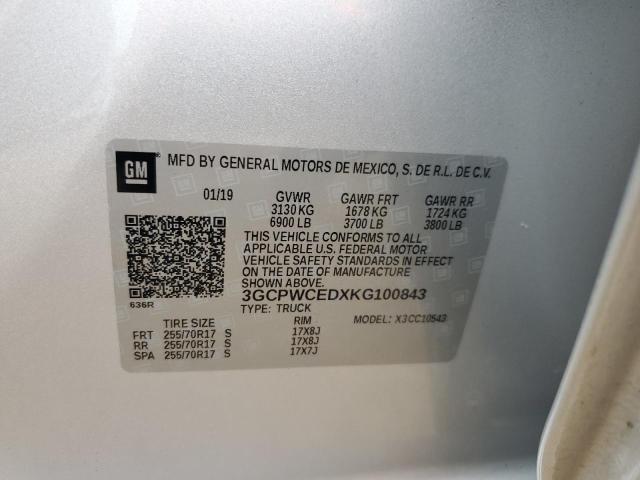 GM
MFD BY GENERAL MOTORS DE MEXICO, S. DE R.L. DE C.V.
01/19 GVWR GAWR FRT GAWR RR
3130 KG 1678 KG 1724 KG
6900 LB 3700 LB 3800 LB
THIS VEHICLE CONFORMS TO ALL
APPLICABLE U.S. FEDERAL MOTOR
VEHICLE SAFETY STANDARDS IN EFFECT
ON THE DATE OF MANUFACTURE
SHOWN ABOVE.
3GCPWCEDXKG100843
636R TYPE: TRUCK
TIRE SIZE RIM MODEL: X3CC10543
FRT 255/70R17 S 17X8J
RR 255/70R17 S 17X8J
SPA 255/70R17 S 17X7J